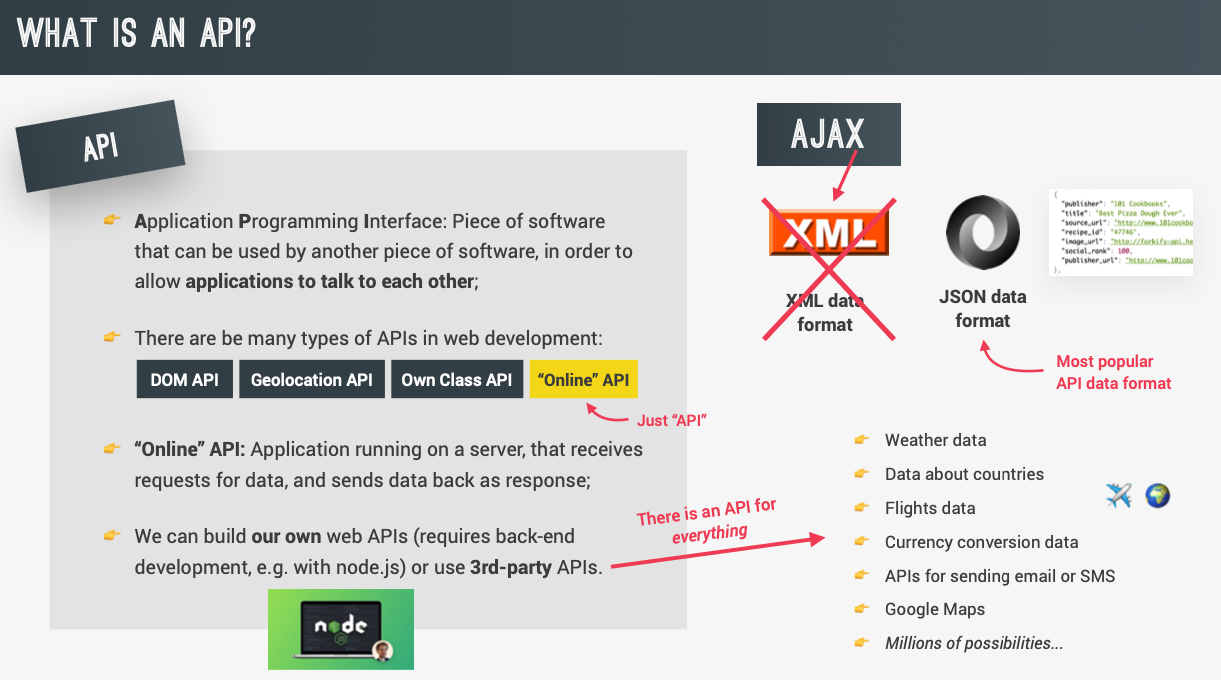 WHAT IS AN API?
API
Application Programming Interface: Piece of software
that can be used by another piece of software, in order to
allow applications to talk to each other;
There are be many types of APIs in web development:
DOM API
Geolocation API
Own Class API
“Online” API
Just “API”
“Online” API: Application running on a server, that receives
requests for data, and sends data back as response;
We can build our own web APIs (requires back-end
development, e.g. with node.js) or use 3rd-party APIs.
node
JS
There is an API for
everything
AJAX
XML
XML data
format
JSON data
format
{
"publisher": "101 Cookbooks",
"title": "Best Pizza Dough Ever",
"source_url": "http://www.101cookb
"recipe_id": "47746",
"image_url": "http://forkify-api.he
"social_rank": 100,
"publisher_url": "http://www.101coo
},
Most popular
API data format
Weather data
Data about countries
Flights data
Currency conversion data
APIs for sending email or SMS
Google Maps
Millions of possibilities...